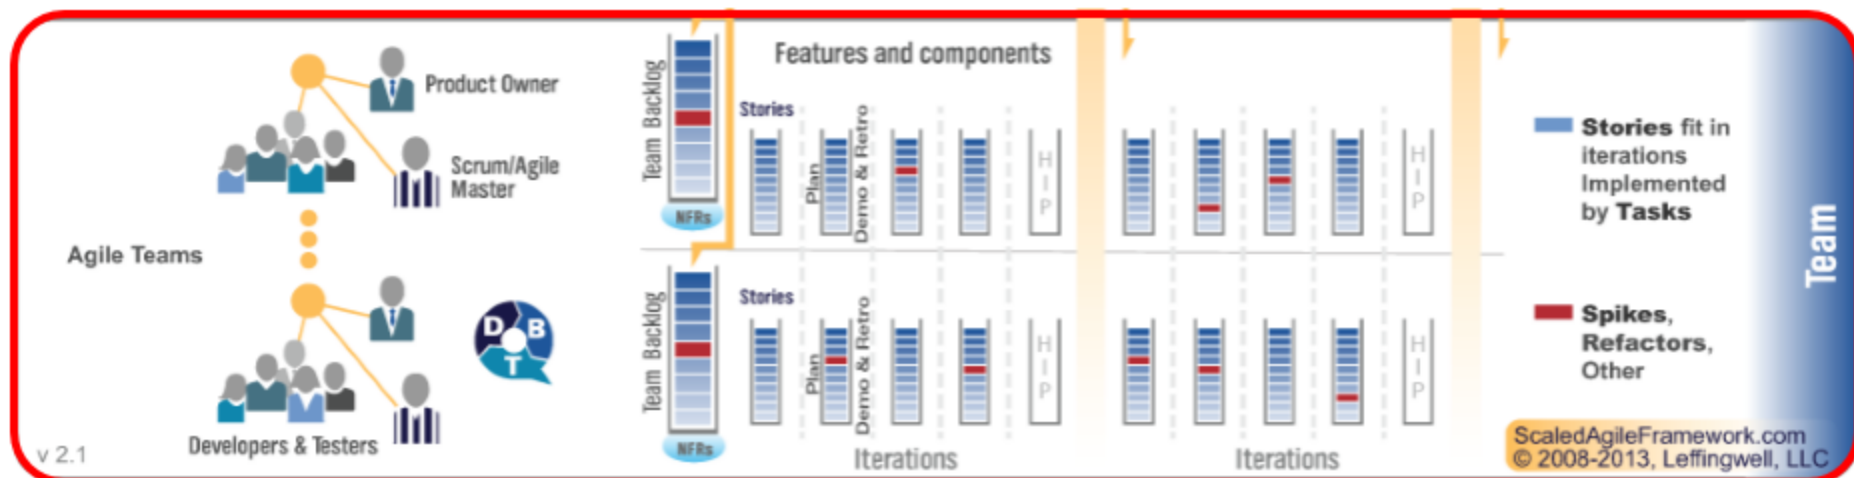 Product Owner
Scrum/Agile
Master
Agile Teams
Developers & Testers
v 2.1
D
B
T
Team Backlog
NFRs
Team Backlog
NFRs
Features and components
Stories
Plan
Demo & Retro
H
I
P
H
I
P
Stories
Plan
Demo & Retro
H
I
P
H
I
P
Iterations
Iterations
Stories fit in
iterations
Implemented
by Tasks
Spikes,
Refactors,
Other
Team
ScaledAgileFramework.com
© 2008-2013, Leffingwell, LLC